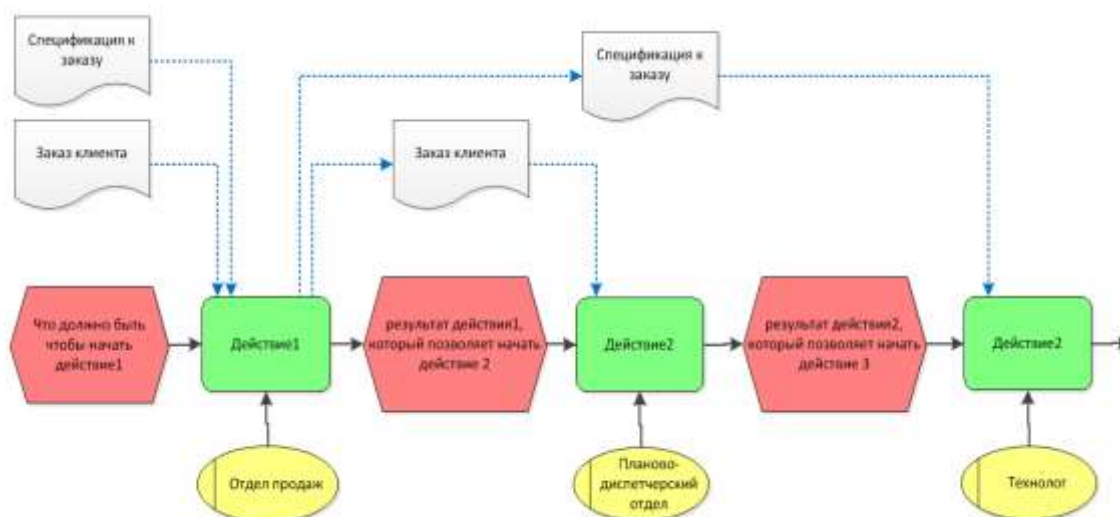 Спецификация к
заказу
Спецификация к
заказу
Заказ клиента
Заказ клиента
Что должно быть
чтобы начать
действие1
Действие1
результат действия1,
который позволяет начать
действие 2
Действие2
результат действия2,
который позволяет начать
действие 3
Действие2
Отдел продаж
Планово-
диспетчерский
отдел
Технолог